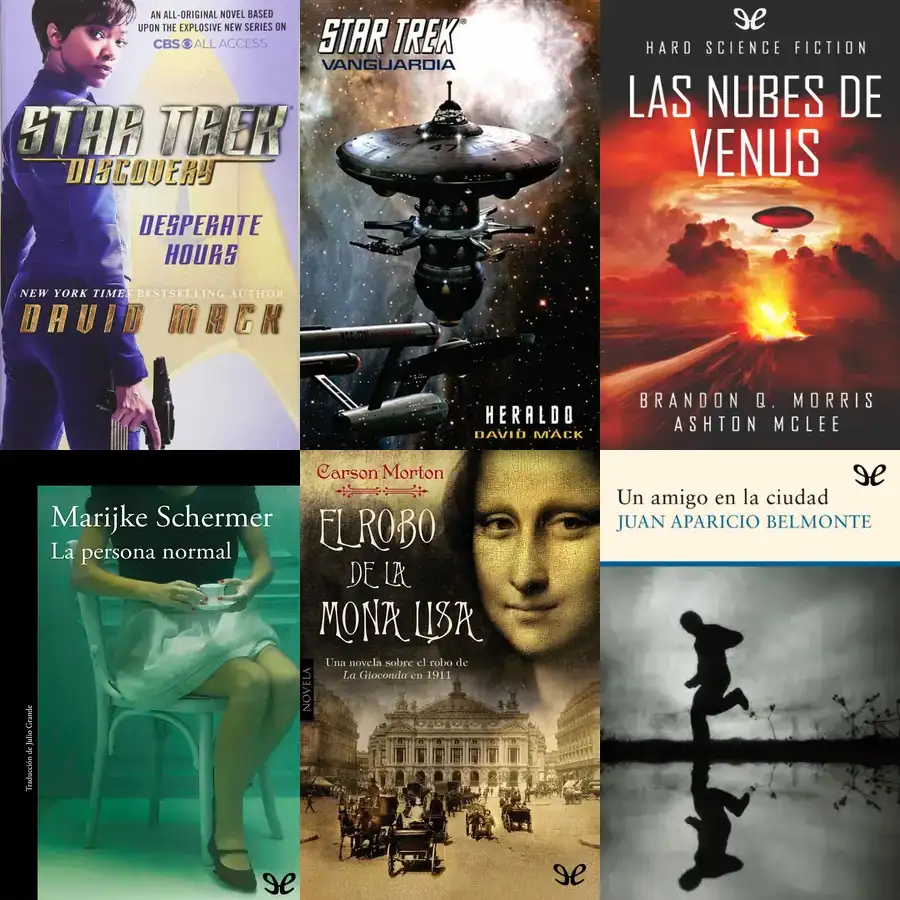 AN ALL-ORIGINAL NOVEL BASED
UPON THE EXPLOSIVE NEW SERIES ON
CBS ALL ACCESS
STAR TREK
DISCOVERY
DESPERATE
HOURS
NEW YORK TIMES BESTSELLING AUTHOR
DAVID MACK
STAR TREK
VANGUARDIA
47
HERALDO
DAVID MACK
HARD SCIENCE FICTION
LAS NUBES DE
VENUS
BRANDON Q. MORRIS
ASHTON MCLEE
Marijke Schermer
La persona normal
Traducción de Julio Grande
Carson Morton
EL ROBO
DE LA
MONA LISA
Una novela sobre el robo de
La Gioconda en 1911
NOVELA
Un amigo en la ciudad
JUAN APARICIO BELMONTE